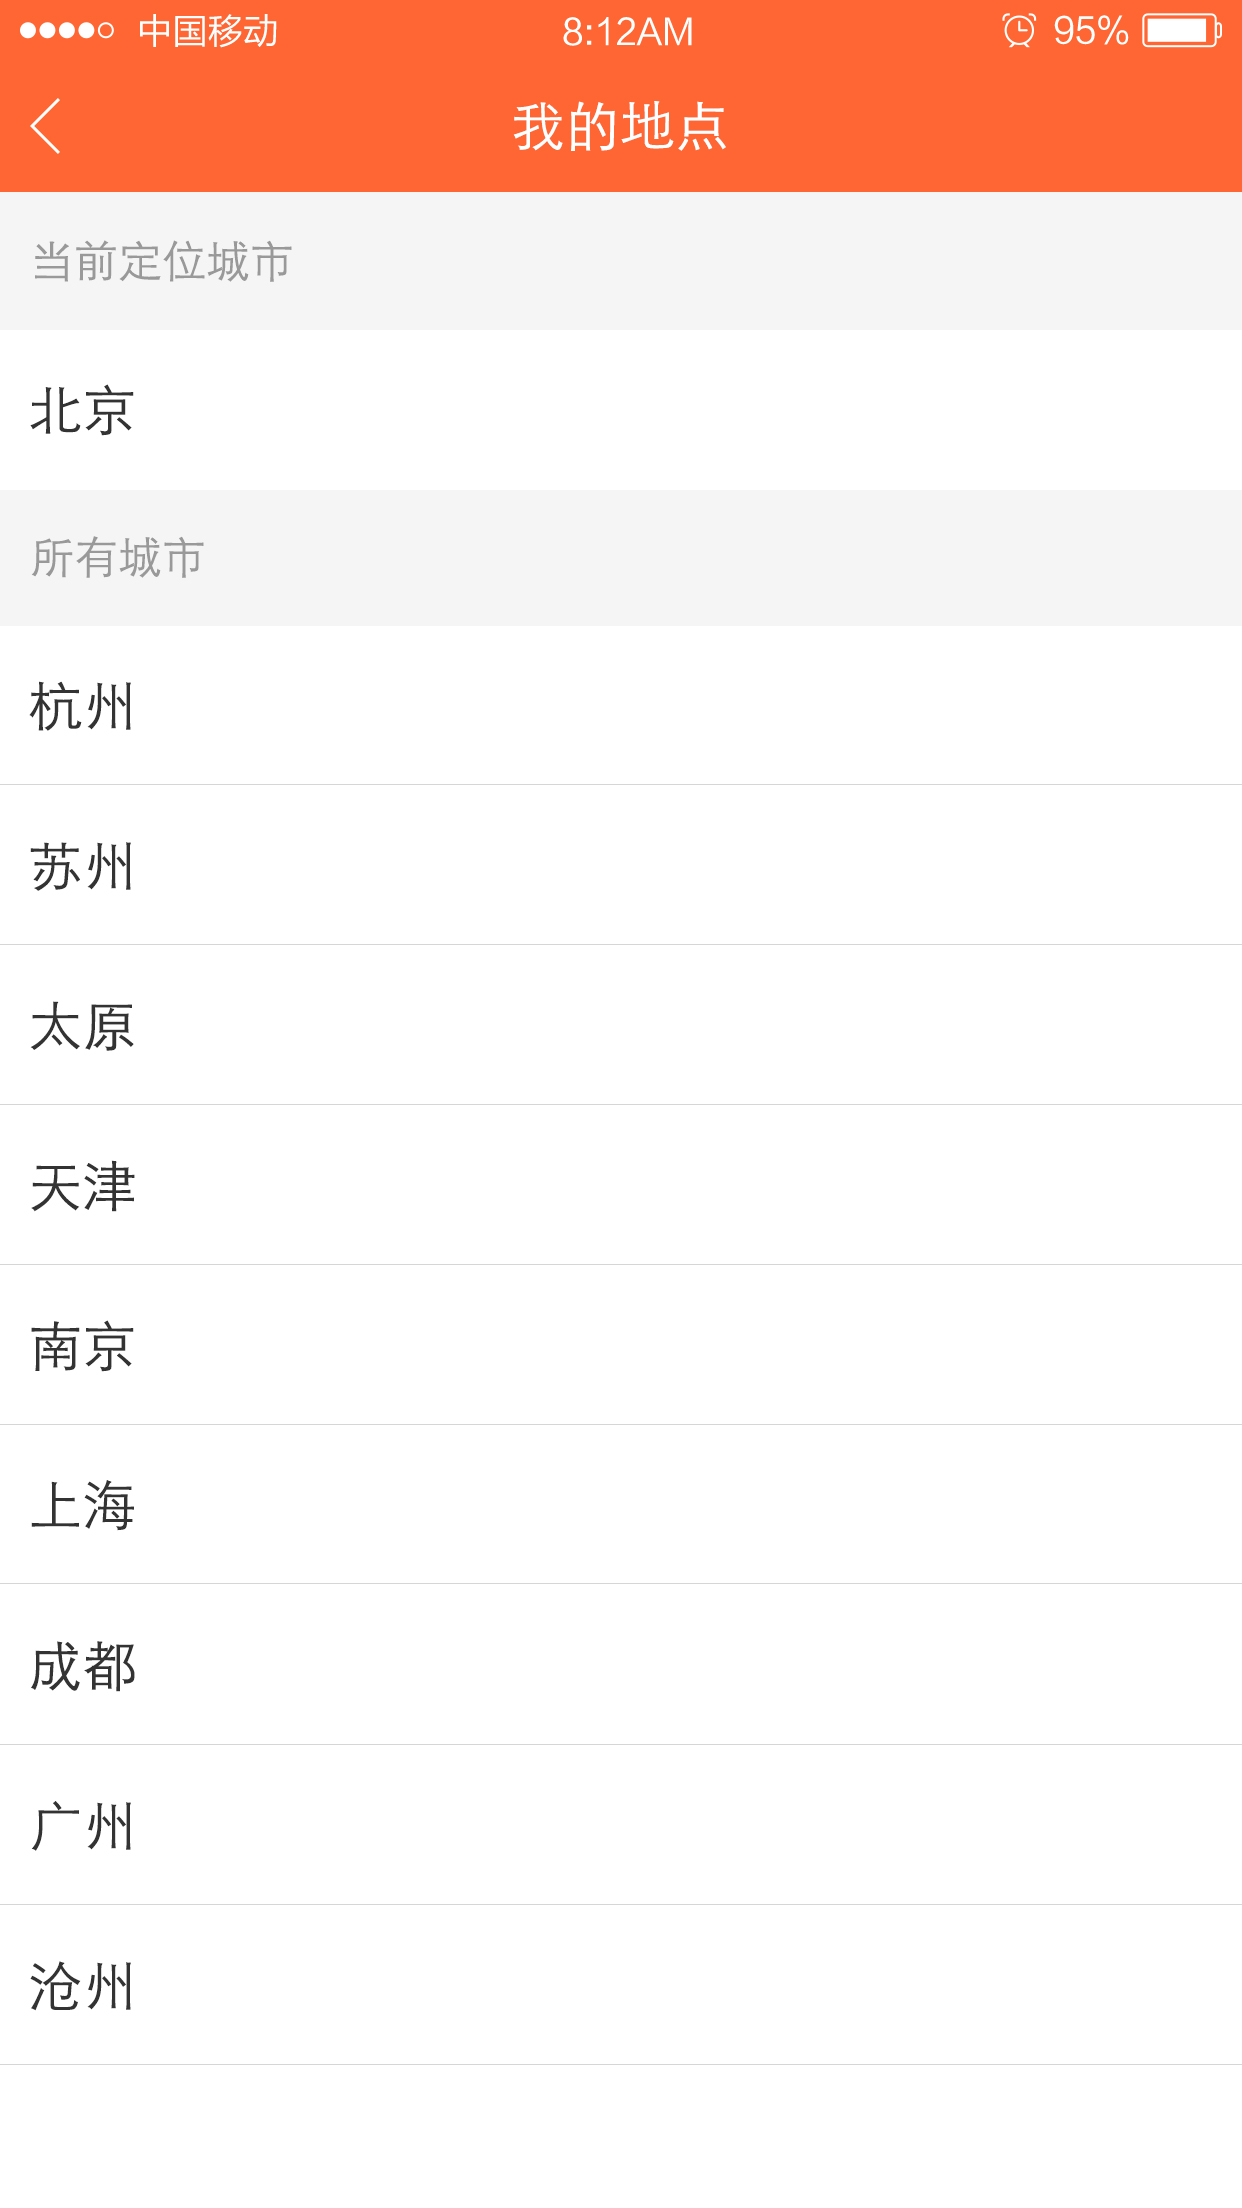 中国移动 8:12AM 95%
我的地点
当前定位城市
北京
所有城市
杭州
苏州
太原
天津
南京
上海
成都
广州
沧州